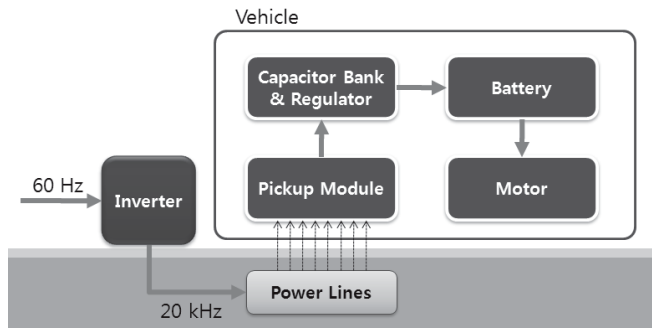 Vehicle
Capacitor Bank
& Regulator
Battery
60 Hz
Inverter
Pickup Module
Motor
Power Lines
20 kHz